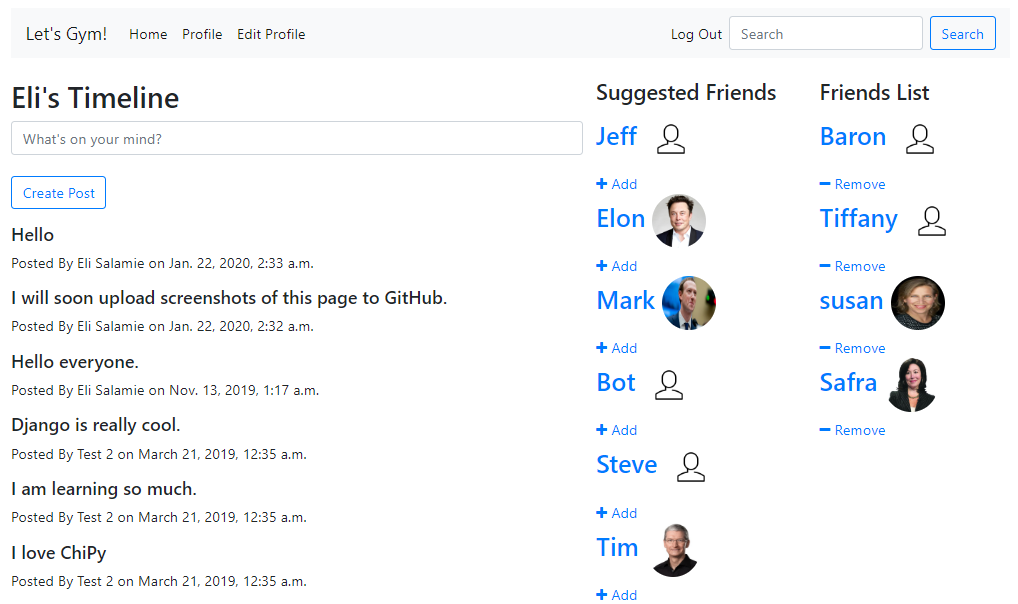 Let's Gym! Home Profile Edit Profile Log Out Search Search
Eli's Timeline
What's on your mind?
Create Post
Hello
Posted By Eli Salamie on Jan. 22, 2020, 2:33 a.m.
I will soon upload screenshots of this page to GitHub.
Posted By Eli Salamie on Jan. 22, 2020, 2:32 a.m.
Hello everyone.
Posted By Eli Salamie on Nov. 13, 2019, 1:17 a.m.
Django is really cool.
Posted By Test 2 on March 21, 2019, 12:35 a.m.
I am learning so much.
Posted By Test 2 on March 21, 2019, 12:35 a.m.
I love ChiPy
Posted By Test 2 on March 21, 2019, 12:35 a.m.
Suggested Friends
Jeff
+ Add
Elon
+ Add
Mark
+ Add
Bot
+ Add
Steve
+ Add
Tim
+ Add
Friends List
Baron
− Remove
Tiffany
− Remove
susan
− Remove
Safra
− Remove